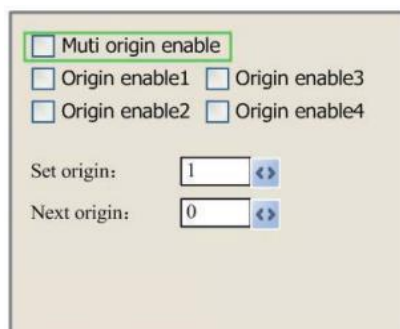 Muti origin enable
Origin enable1 Origin enable3
Origin enable2 Origin enable4
Set origin: 1
Next origin: 0